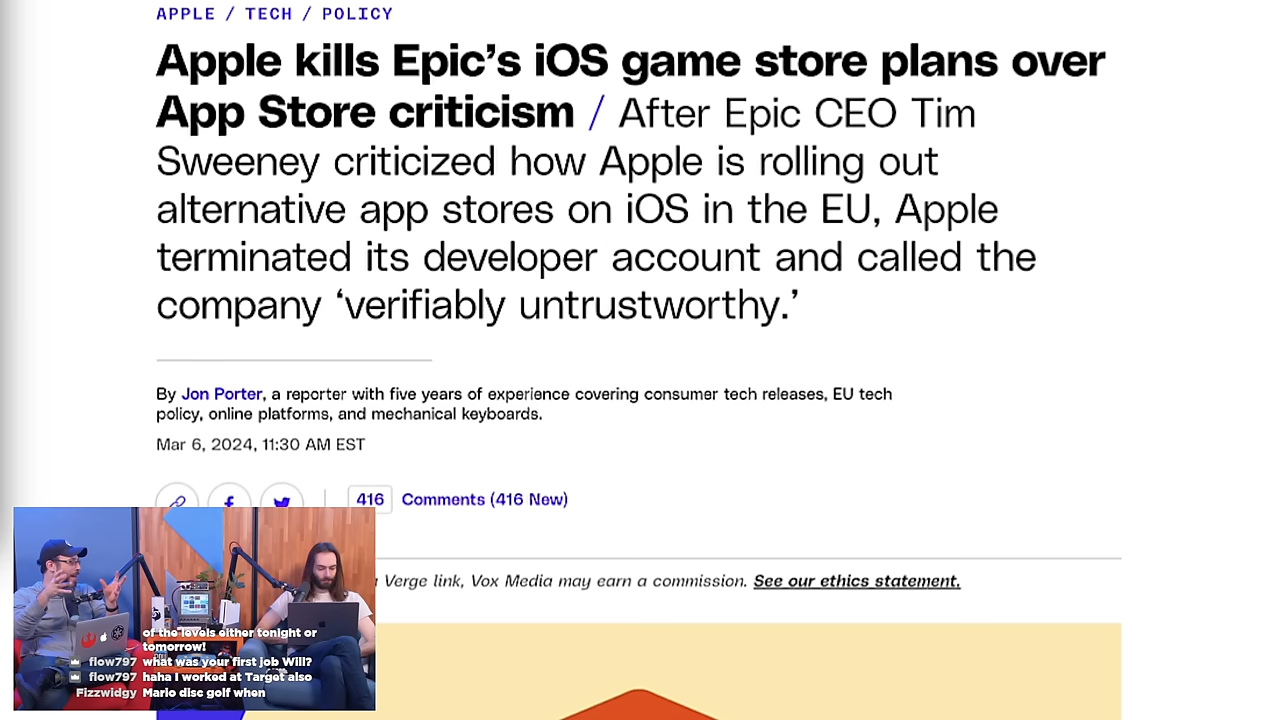 APPLE / TECH / POLICY
Apple kills Epic’s iOS game store plans over
App Store criticism / After Epic CEO Tim
Sweeney criticized how Apple is rolling out
alternative app stores on iOS in the EU, Apple
terminated its developer account and called the
company ‘verifiably untrustworthy.’
By Jon Porter, a reporter with five years of experience covering consumer tech releases, EU tech
policy, online platforms, and mechanical keyboards.
Mar 6, 2024, 11:30 AM EST
416 Comments (416 New)
Verge link, Vox Media may earn a commission. See our ethics statement.
of the levels either tonight or
tomorrow!
flow797 what was your first job Will?
flow797 haha I worked at Target also
Fizzwidgy Mario disc golf when